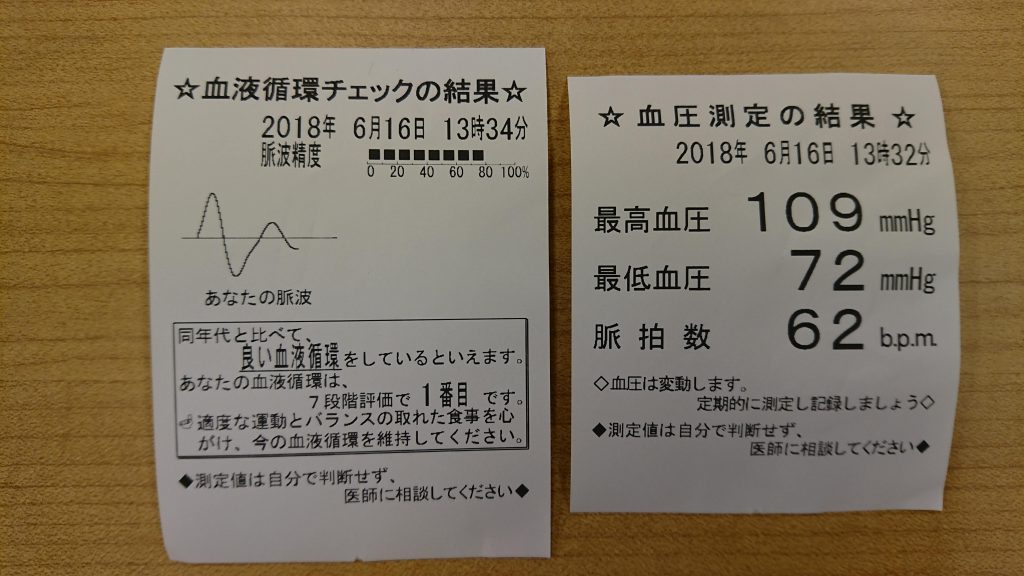 ☆血液循環チェックの結果☆
2018年 6月16日 13時34分
脈波精度
0 20 40 60 80 100%
あなたの脈波
同年代と比べて、
良い血液循環をしているといえます。
あなたの血液循環は、
7段階評価で 1番目 です。
☞適度な運動とバランスの取れた食事を心
がけ、今の血液循環を維持してください。
◆測定値は自分で判断せず、
医師に相談してください◆
☆ 血圧測定の結果 ☆
2018年 6月16日 13時32分
最高血圧 109 mmHg
最低血圧 72 mmHg
脈拍数 62 b.p.m.
◇血圧は変動します。
定期的に測定し記録しましょう◇
◆測定値は自分で判断せず、
医師に相談してください◆